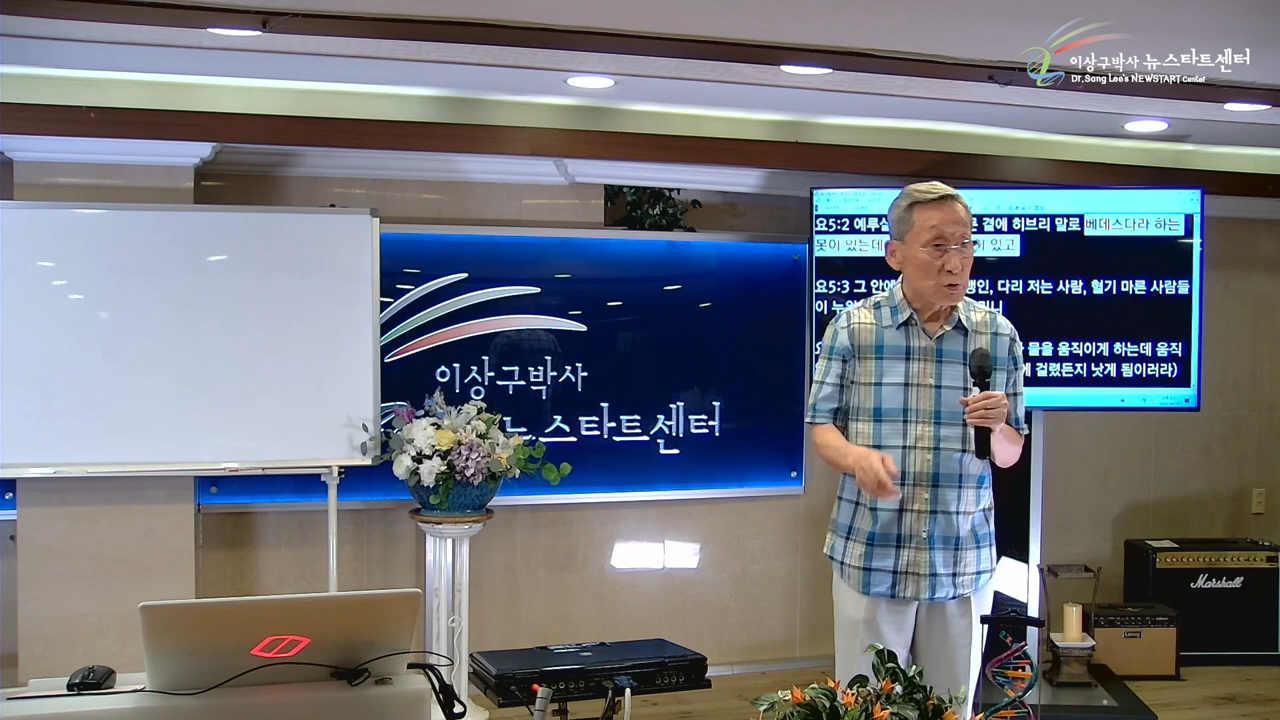 이상구박사 뉴스타트센터
Dr. Sang Lee's NEWSTART Center
요5:2 예루살 문 곁에 히브리 말로 베데스다라 하는
못이 있는데 이 있고
요5:3 그 안에 맹인, 다리 저는 사람, 혈기 마른 사람들
이 누워 니
물을 움직이게 하는데 움직
에 걸렸든지 낫게 됨이러라)
이상구박사
뉴스타트센터
Marshall
Laney